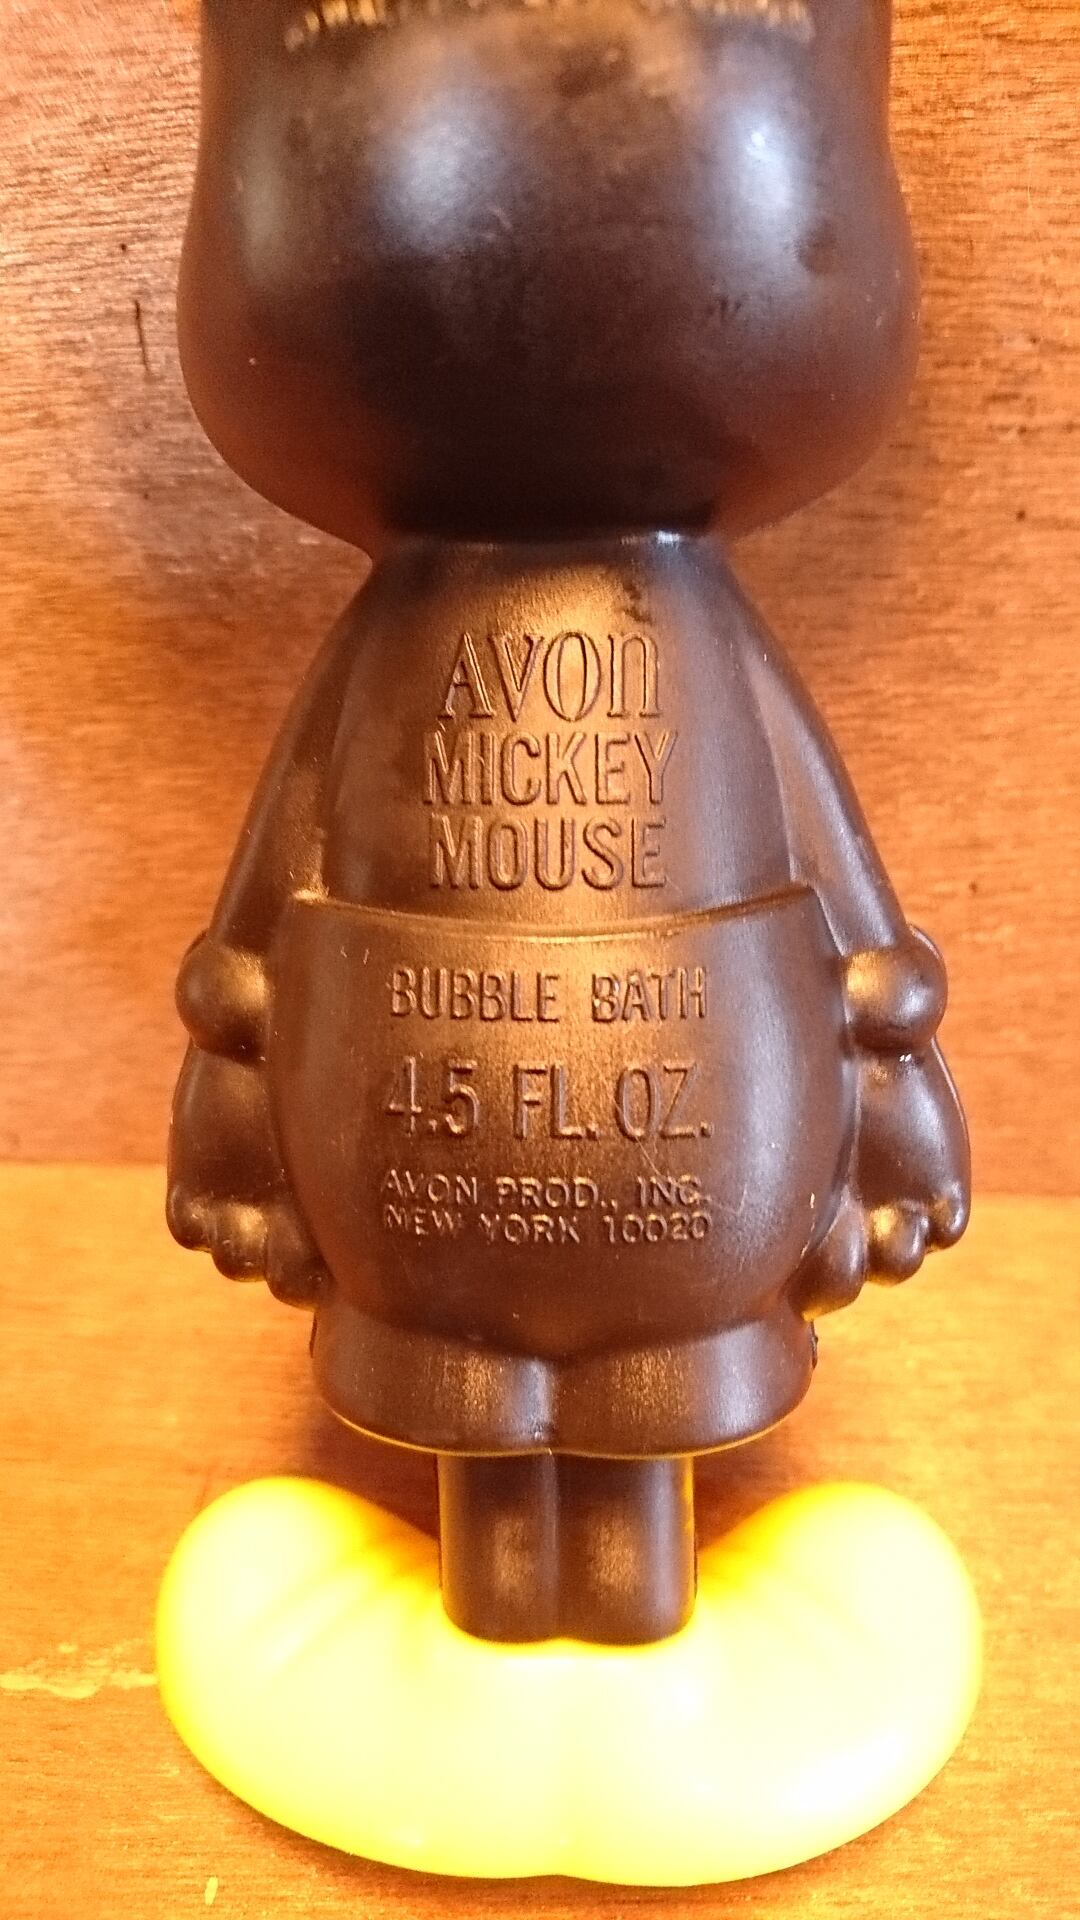 AVON
MICKEY
MOUSE
BUBBLE BATH
4.5 FL. OZ.
AVON PROD., INC.
NEW YORK 10020